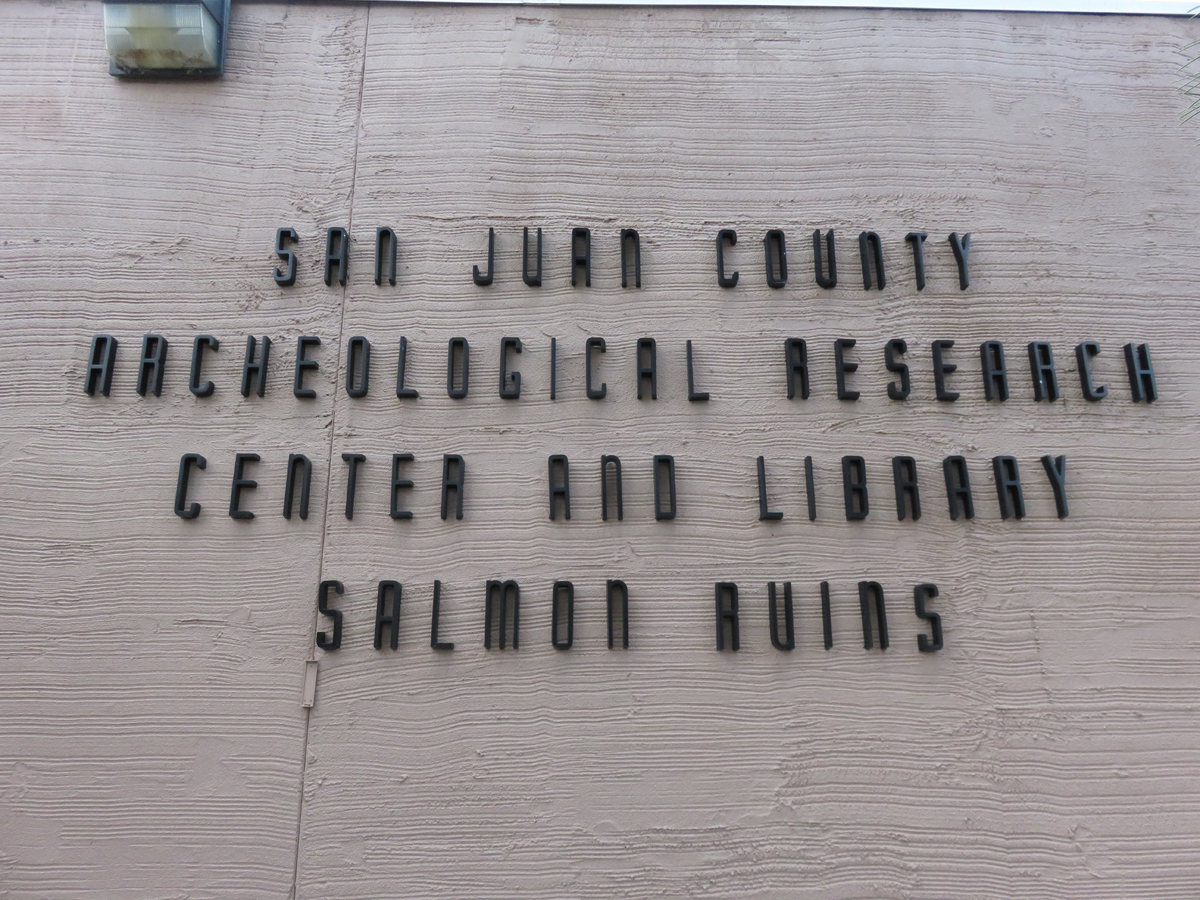 SAN JUAN COUNTY
ARCHEOLOGICAL RESEARCH
CENTER AND LIBRARY
SALMON RUINS